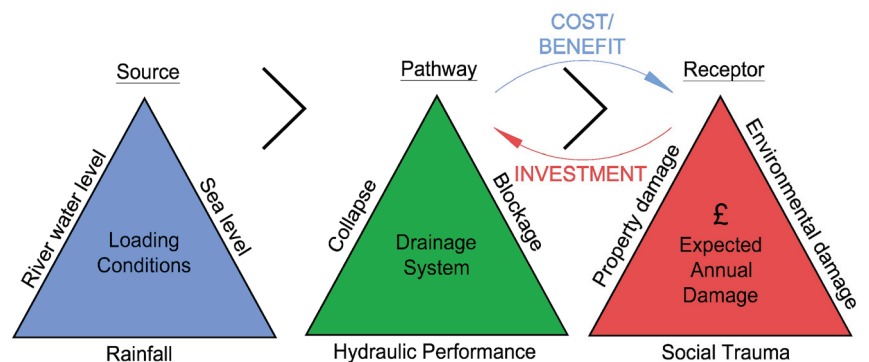 COST/
BENEFIT
Source
Pathway
Receptor
River water level
Sea level
Loading
Conditions
Rainfall
Collapse
Blockage
Drainage
System
Hydraulic Performance
INVESTMENT
Property damage
Environmental damage
£
Expected
Annual
Damage
Social Trauma